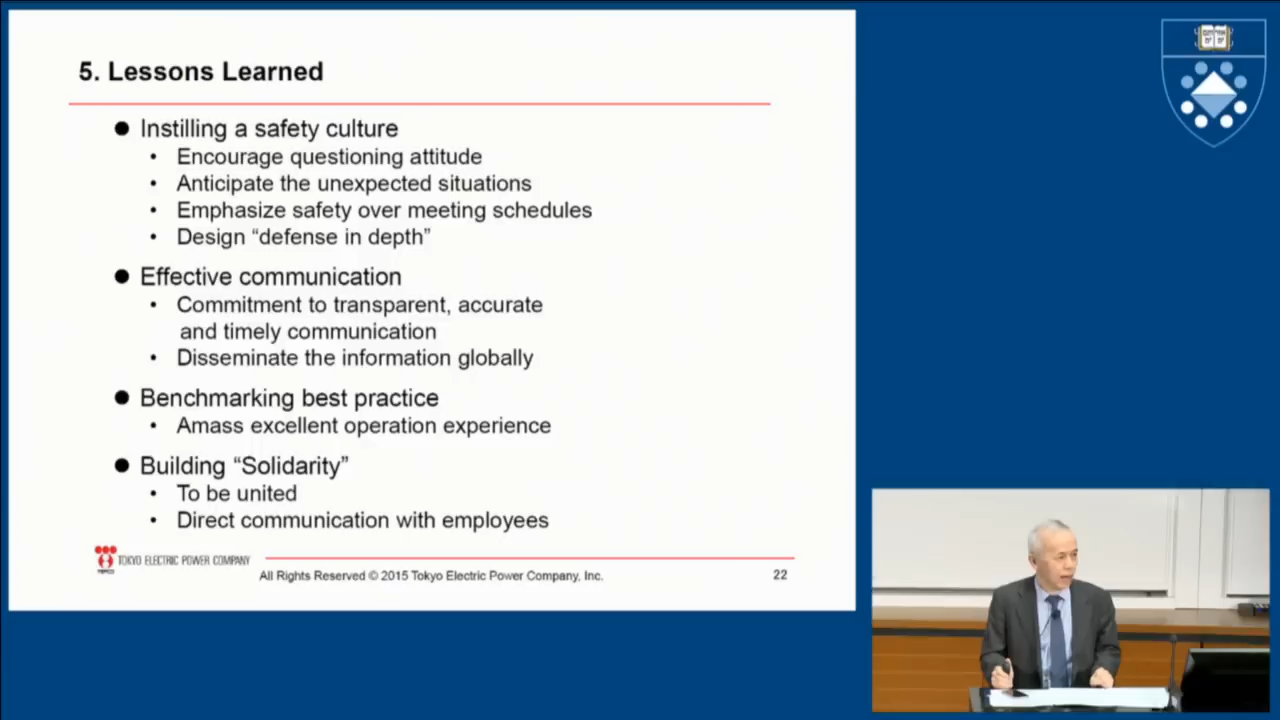 5. Lessons Learned
● Instilling a safety culture
• Encourage questioning attitude
• Anticipate the unexpected situations
• Emphasize safety over meeting schedules
• Design “defense in depth”
● Effective communication
• Commitment to transparent, accurate
and timely communication
• Disseminate the information globally
● Benchmarking best practice
• Amass excellent operation experience
● Building “Solidarity”
• To be united
• Direct communication with employees
TOKYO ELECTRIC POWER COMPANY
All Rights Reserved © 2015 Tokyo Electric Power Company, Inc.
22